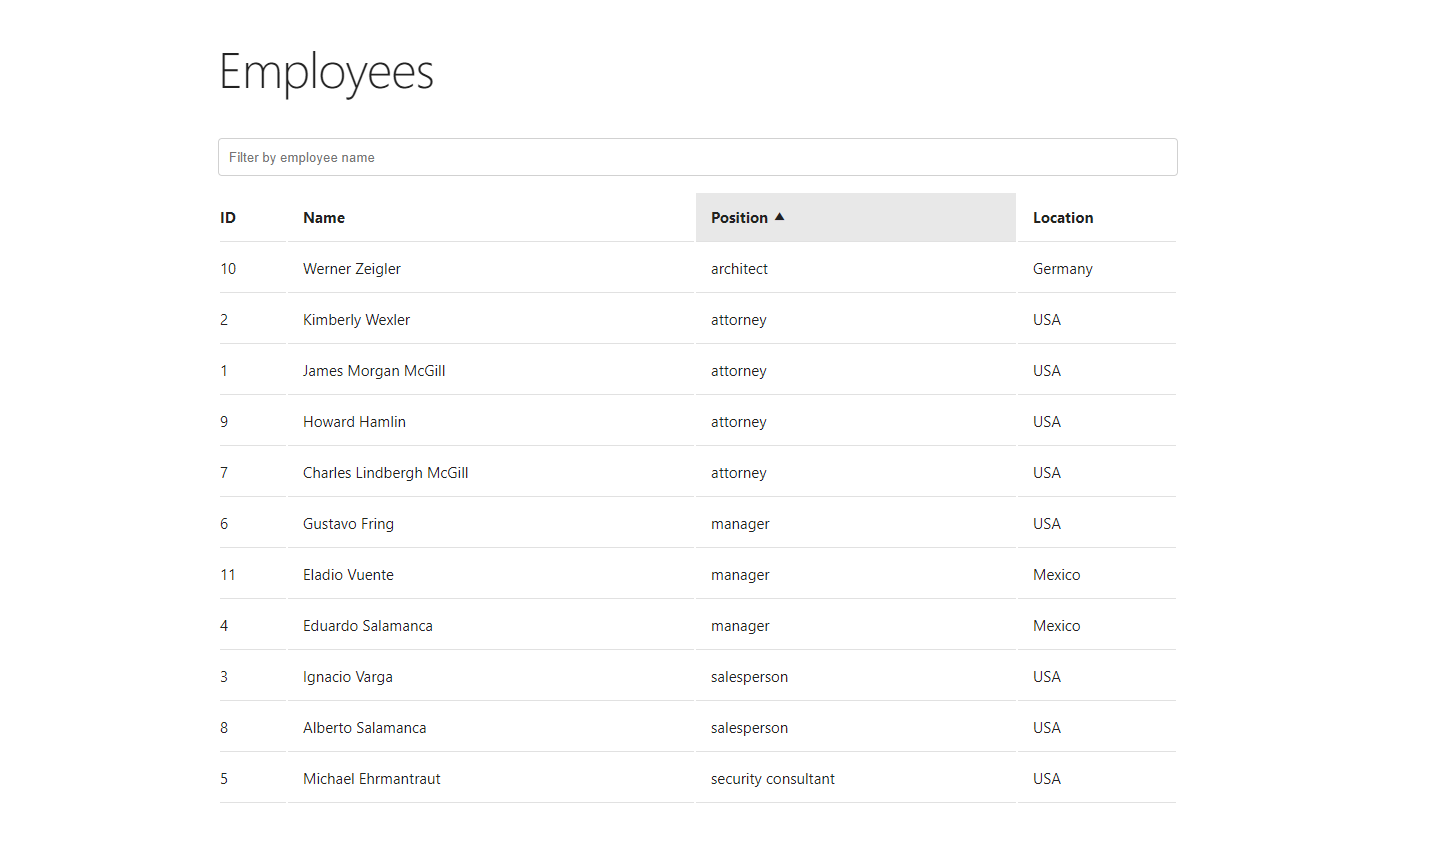 Employees
Filter by employee name
ID Name Position ▲ Location
10 Werner Zeigler architect Germany
2 Kimberly Wexler attorney USA
1 James Morgan McGill attorney USA
9 Howard Hamlin attorney USA
7 Charles Lindbergh McGill attorney USA
6 Gustavo Fring manager USA
11 Eladio Vuente manager Mexico
4 Eduardo Salamanca manager Mexico
3 Ignacio Varga salesperson USA
8 Alberto Salamanca salesperson USA
5 Michael Ehrmantraut security consultant USA